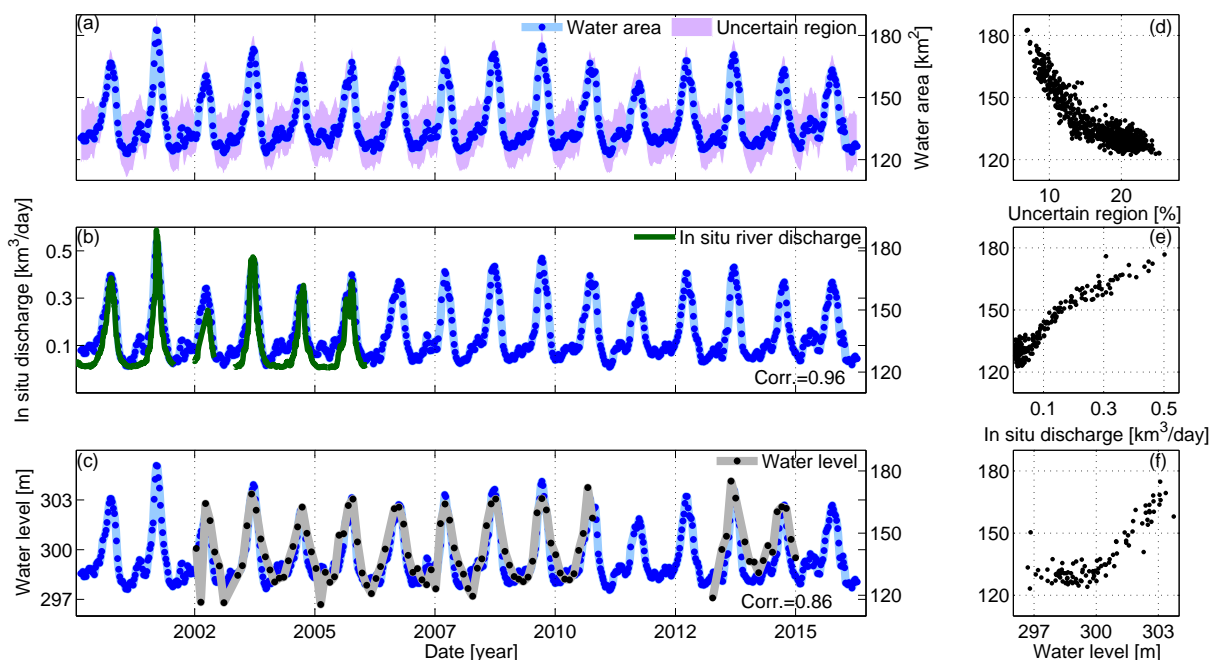 (a)
Water area
Uncertain region
180
150
120
Water area [km2]
(d)
180
150
120
10
20
Uncertain region [%]
(b)
In situ river discharge
0.5
0.3
0.1
In situ discharge [km3/day]
180
150
120
Corr.=0.96
(e)
180
150
120
0.1
0.3
0.5
In situ discharge [km3/day]
(c)
Water level
303
300
297
Water level [m]
180
150
120
Corr.=0.86
2002
2005
2007
2010
2012
2015
Date [year]
(f)
180
150
120
297
300
303
Water level [m]